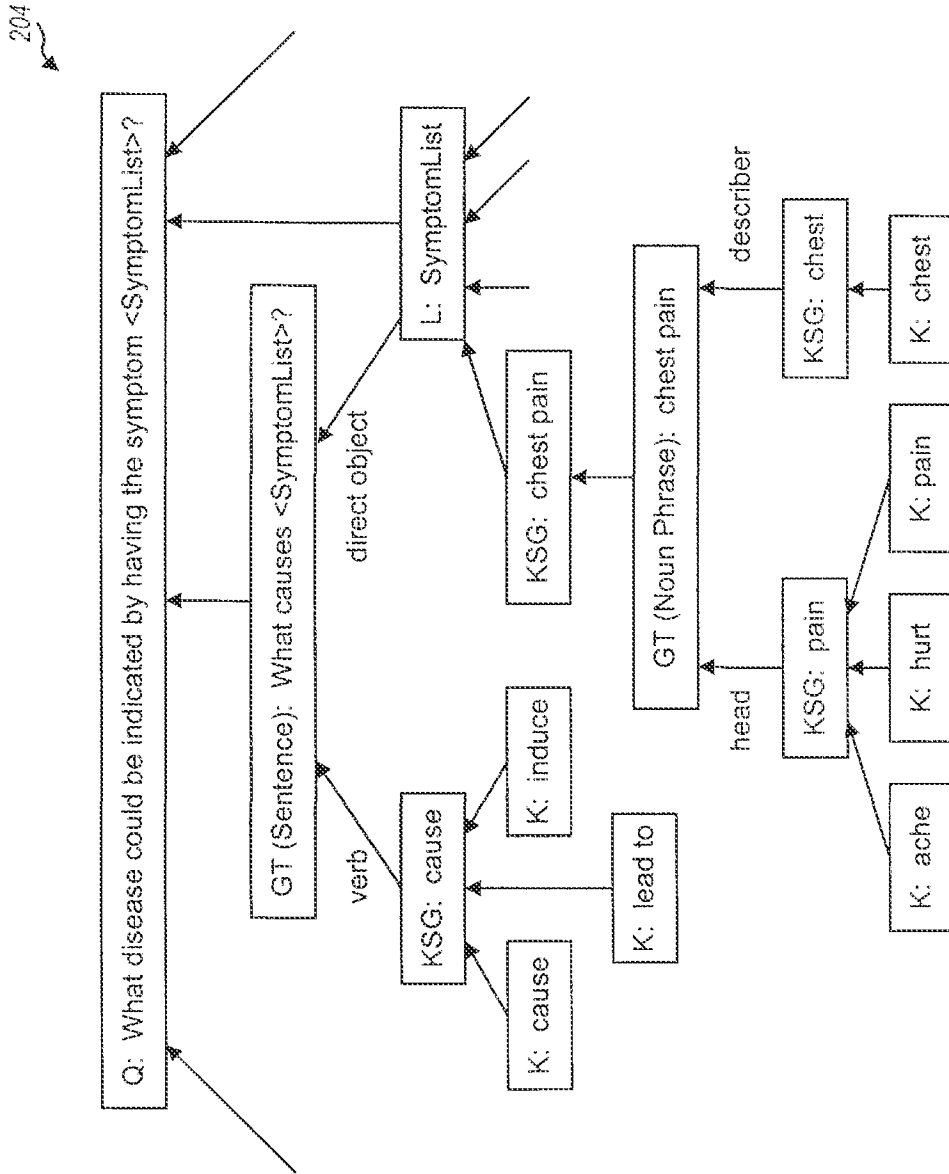 204
Q: What disease could be indicated by having the symptom <SymptomList>?
GT (Sentence): What causes <SymptomList>?
verb
direct object
KSG: cause
L: SymptomList
K: cause
K: induce
KSG: chest pain
K: lead to
GT (Noun Phrase): chest pain
head
describer
KSG: pain
KSG: chest
K: ache
K: hurt
K: pain
K: chest